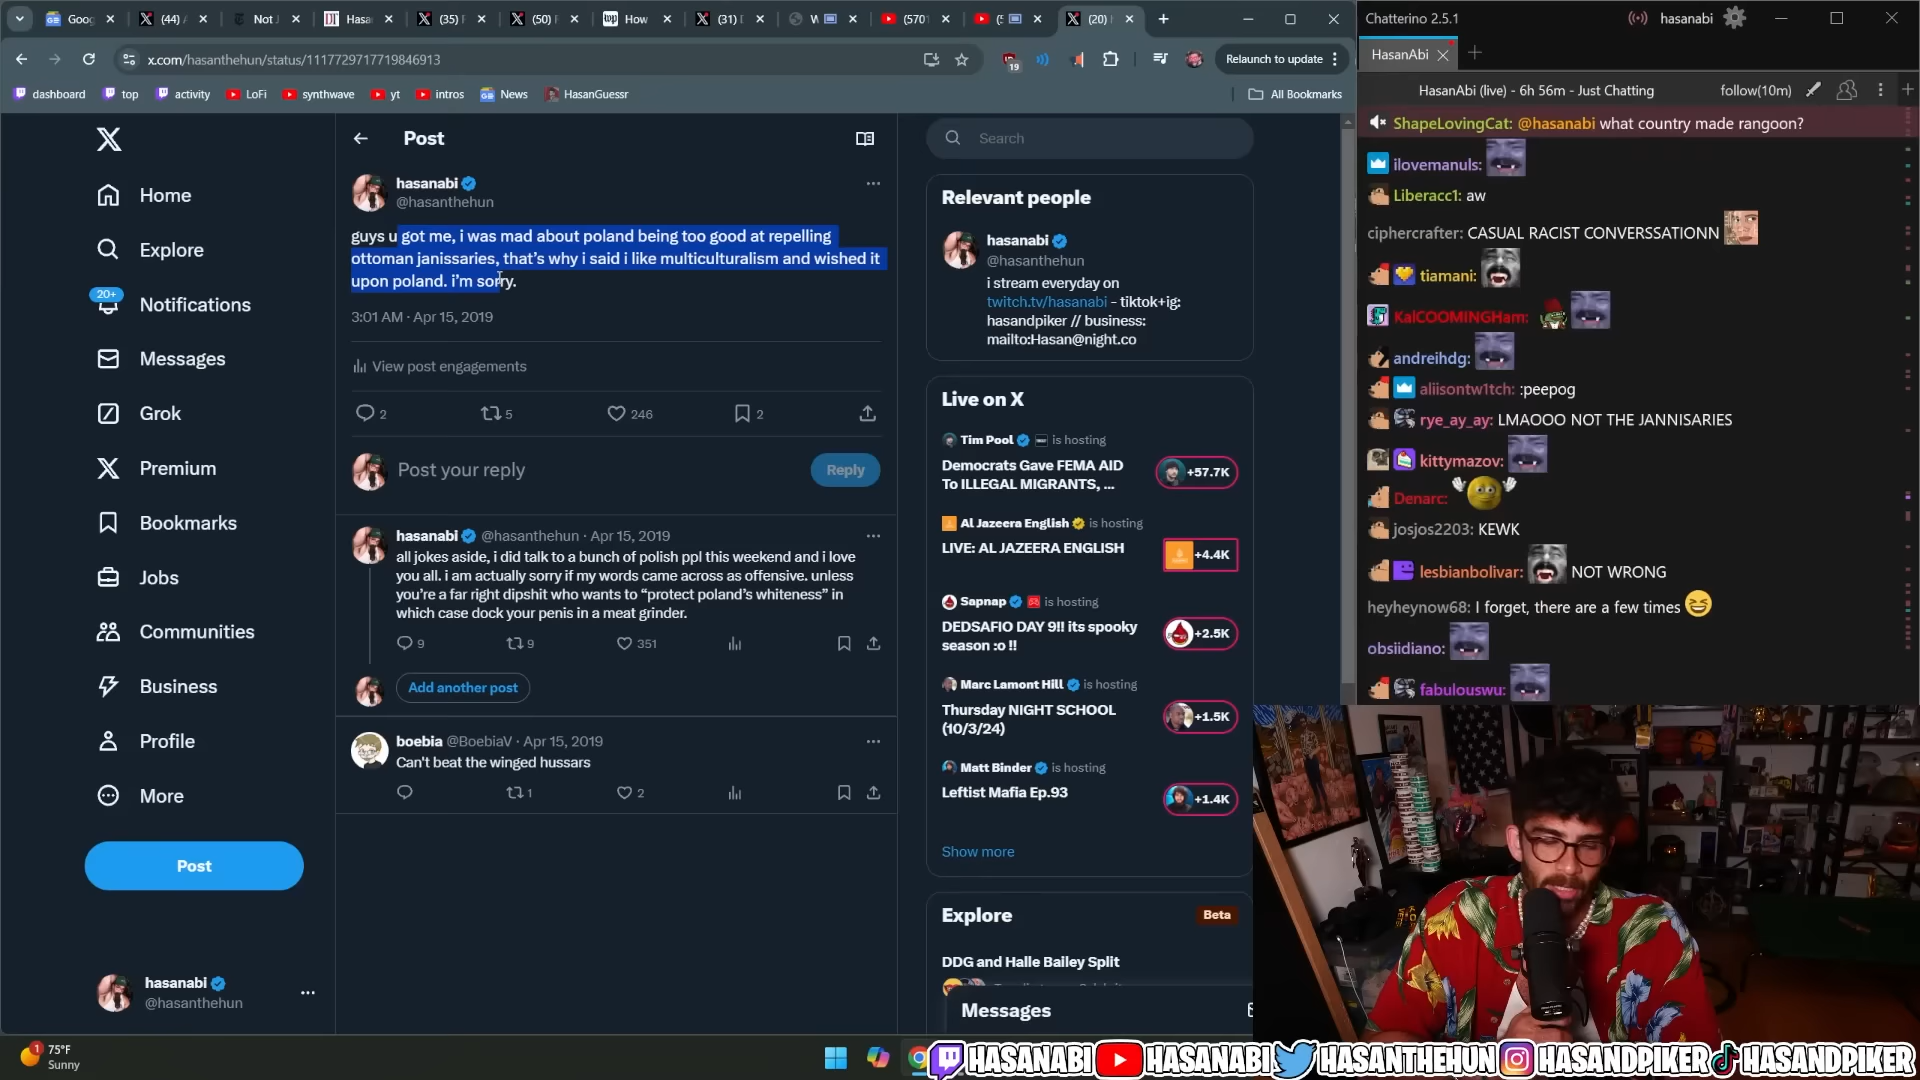 Goog
(44) /
Not J
Hasa
(35) F
(50) F
How
(31) D
W
(570
(5
(20) H
x.com/hasanthehun/status/1117729717719846913
19
Relaunch to update
dashboard
top
activity
LoFi
synthwave
yt
intros
News
HasanGuessr
All Bookmarks
Home
Explore
20+
Notifications
Messages
Grok
Premium
Bookmarks
Jobs
Communities
Business
Profile
More
Post
hasanabi
@hasanthehun
Post
hasanabi
@hasanthehun
guys u got me, i was mad about poland being too good at repelling
ottoman janissaries, that's why i said i like multiculturalism and wished it
upon poland. i'm sorry.
3:01 AM · Apr 15, 2019
View post engagements
2
5
246
2
Post your reply
Reply
hasanabi @hasanthehun · Apr 15, 2019
all jokes aside, i did talk to a bunch of polish ppl this weekend and i love
you all. i am actually sorry if my words came across as offensive. unless
you're a far right dipshit who wants to “protect poland's whiteness” in
which case dock your penis in a meat grinder.
9
9
351
Add another post
boebia @BoebiaV · Apr 15, 2019
Can't beat the winged hussars
1
2
Search
Relevant people
hasanabi
@hasanthehun
i stream everyday on
twitch.tv/hasanabi - tiktok+ig:
hasandpiker // business:
mailto:Hasan@night.co
Live on X
Tim Pool is hosting
Democrats Gave FEMA AID
To ILLEGAL MIGRANTS, ...
+57.7K
Al Jazeera English is hosting
LIVE: AL JAZEERA ENGLISH
+4.4K
Sapnap is hosting
DEDSAFIO DAY 9!! its spooky
season :o !!
+2.5K
Marc Lamont Hill is hosting
Thursday NIGHT SCHOOL
(10/3/24)
+1.5K
Matt Binder is hosting
Leftist Mafia Ep.93
+1.4K
Show more
Explore
Beta
DDG and Halle Bailey Split
Messages
Chatterino 2.5.1
hasanabi
HasanAbi
HasanAbi (live) - 6h 56m - Just Chatting
follow(10m)
ShapeLovingCat: @hasanabi what country made rangoon?
ilovemanuls:
Liberacc1: aw
ciphercrafter: CASUAL RACIST CONVERSSATIONN
tiamani:
KalCOOMINGHam:
andreihdg:
aliisontw1tch: :peepog
rye_ay_ay: LMAOOO NOT THE JANNISARIES
kittymazov:
Denarc:
josjos2203: KEWK
lesbianbolivar: NOT WRONG
heyheynow68: I forget, there are a few times
obsiidiano:
fabulouswu:
1
75°F
Sunny
HASANABI
HASANABI
HASANTHEHUN
HASANDPIKER
HASANDPIKER